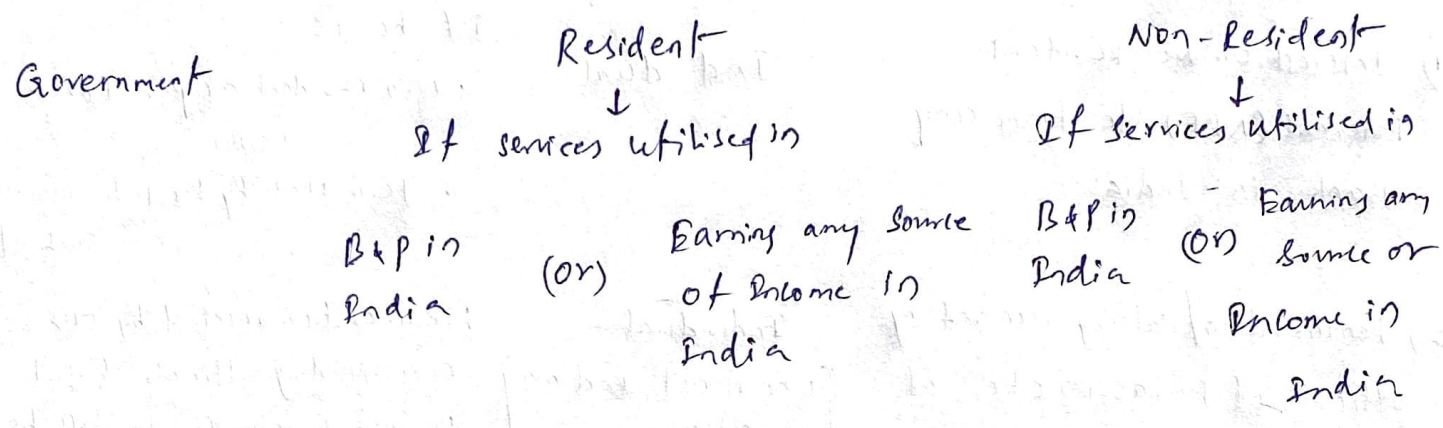 Government
Resident
↓
If services utilised in
B&P in
India
(or)
Earning any source
of Income in
India
Non-Resident
↓
If services utilised in
B&P in
India
(or)
Earning any
source or
Income in
India